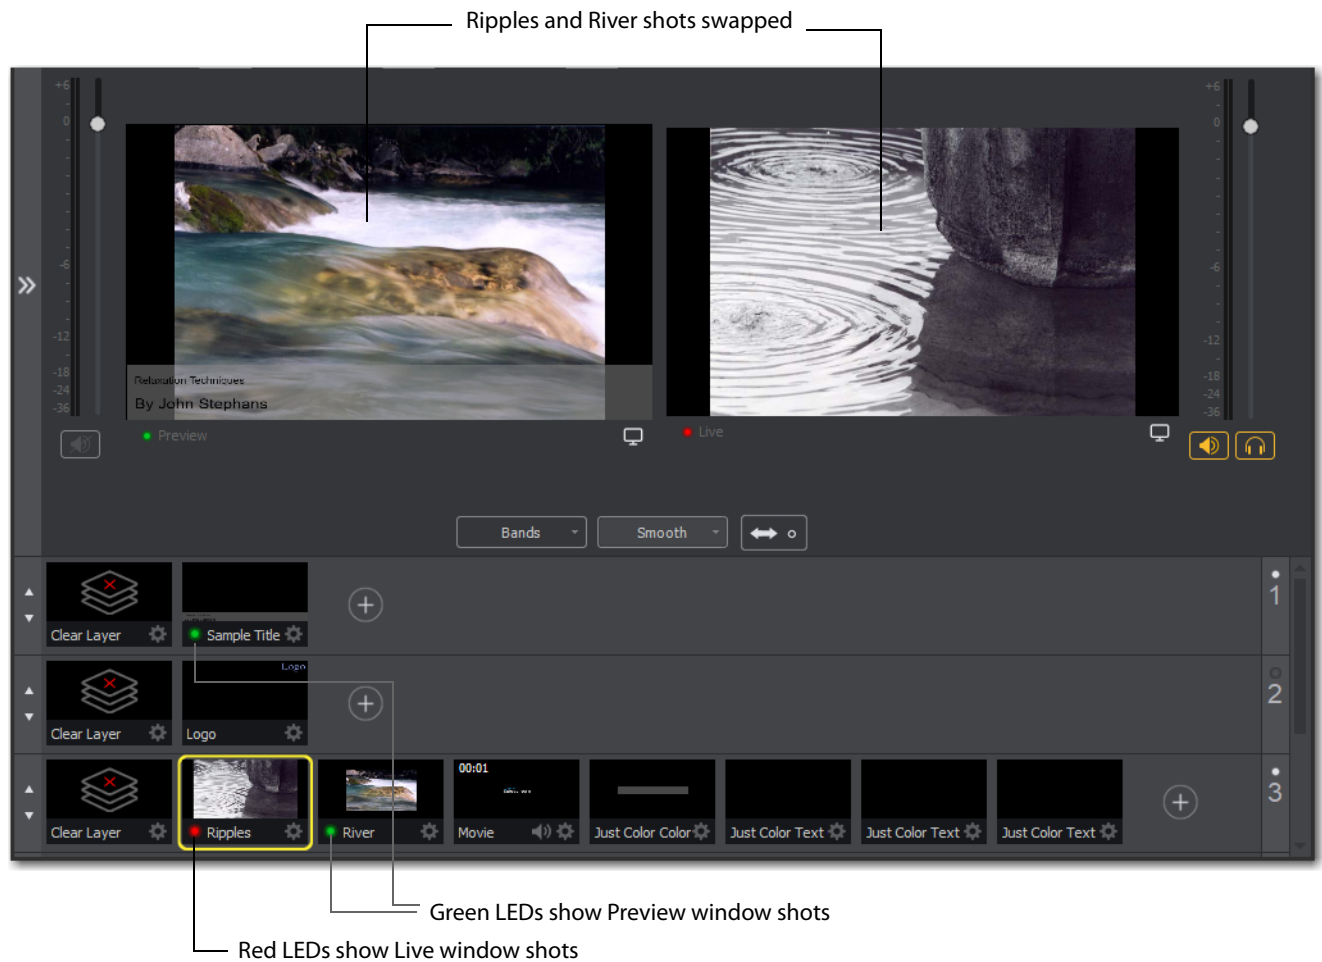 Ripples and River shots swapped
+6
0
-6
-12
-18
-24
-36
+6
0
-6
-12
-18
-24
-36
Relaxation Techniques
By John Stephans
Preview
Live
Bands
Smooth
Clear Layer
Sample Title
1
Clear Layer
Logo
Logo
2
Clear Layer
Ripples
River
00:01
Movie
Just Color Color
Just Color Text
Just Color Text
Just Color Text
3
Green LEDs show Preview window shots
Red LEDs show Live window shots